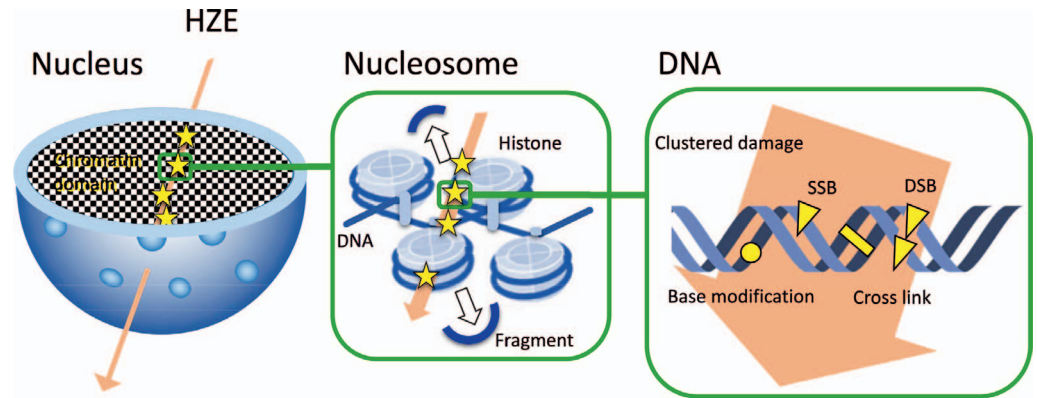 HZE
Nucleus
Chromatin
domain
Nucleosome
Histone
DNA
Fragment
DNA
Clustered damage
SSB
DSB
Base modification
Cross link